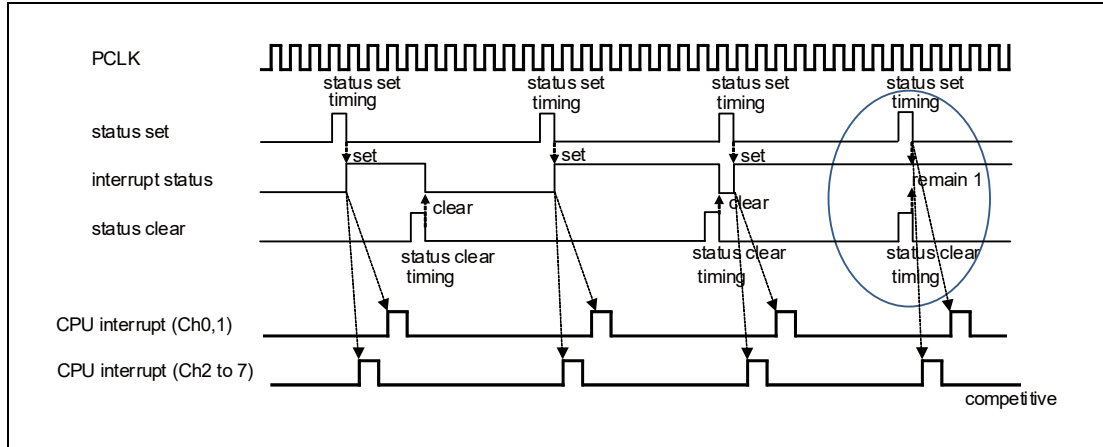 PCLK
status set
timing
status set
timing
status set
timing
status set
timing
status set
set
set
set
interrupt status
remain 1
clear
clear
status clear
status clear
timing
status clear
timing
status clear
timing
CPU interrupt (Ch0,1)
CPU interrupt (Ch2 to 7)
competitive